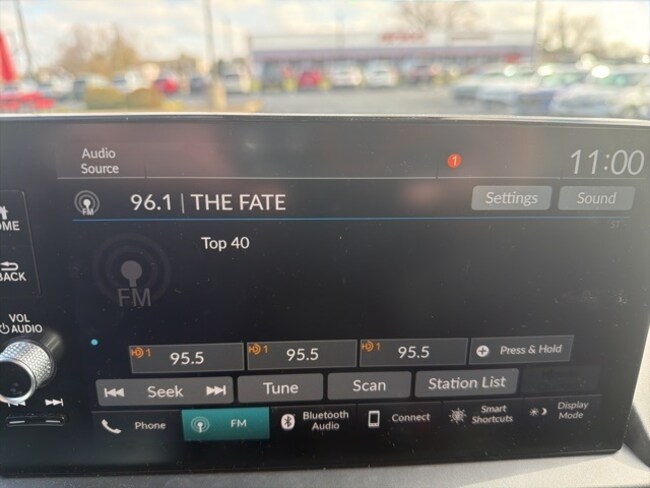 Audio
Source
1
11:00
FM
96.1 | THE FATE
Settings
Sound
Top 40
FM
BACK
VOL
AUDIO
1
95.5
1
95.5
1
95.5
Press & Hold
Seek
Tune
Scan
Station List
Phone
FM
Bluetooth
Audio
Connect
Smart
Shortcuts
Display
Mode